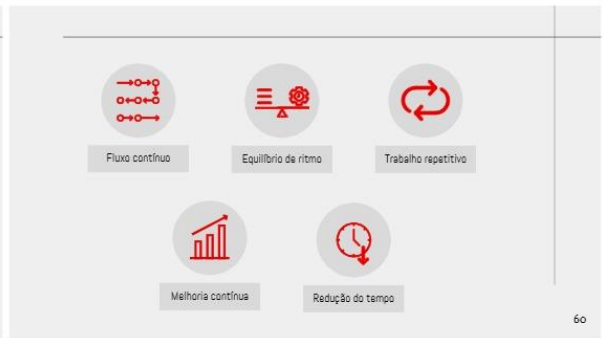 Fluxo contínuo
Equilíbrio de ritmo
Trabalho repetitivo
Melhoria contínua
Redução do tempo
60